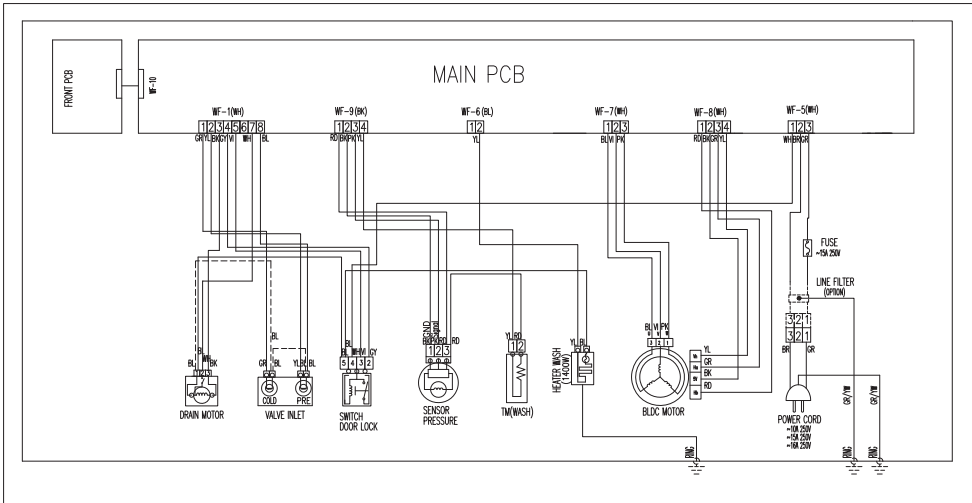 MAIN PCB
FRONT PCB
WF-10
WF-1(WH)
WF-9(BK)
WF-6(BL)
WF-7(WH)
WF-8(WH)
WF-5(WH)
1 2 3 4 5 6 7 8
1 2 3 4
1 2
1 2 3
1 2 3 4
1 2 3
GR YL BK GY VI WH BL
RD BK PK YL
YL
BL VI PK
RD BK GR YL
WH BR GR
FUSE
~15A 250V
LINE FILTER
(OPTION)
3 2 1
3 2 1
BR GR
GND
Signal
BK PK RD RD
1 2 3
YL RD
1 2
YL BL
HEATER WASH
(1400W)
BL VI PK
3 2 1
YL
GR
BK
RD
BL BL WH BK
GR BL BL YL BL BL
BL WH VI GY
5 4 3 2
COLD PRE
DRAIN MOTOR
VALVE INLET
SWITCH
DOOR LOCK
SENSOR
PRESSURE
TM(WASH)
BLDC MOTOR
POWER CORD
~10A 250V
~15A 250V
~16A 250V
GR/YW
GR/YW
RING
RING
RING